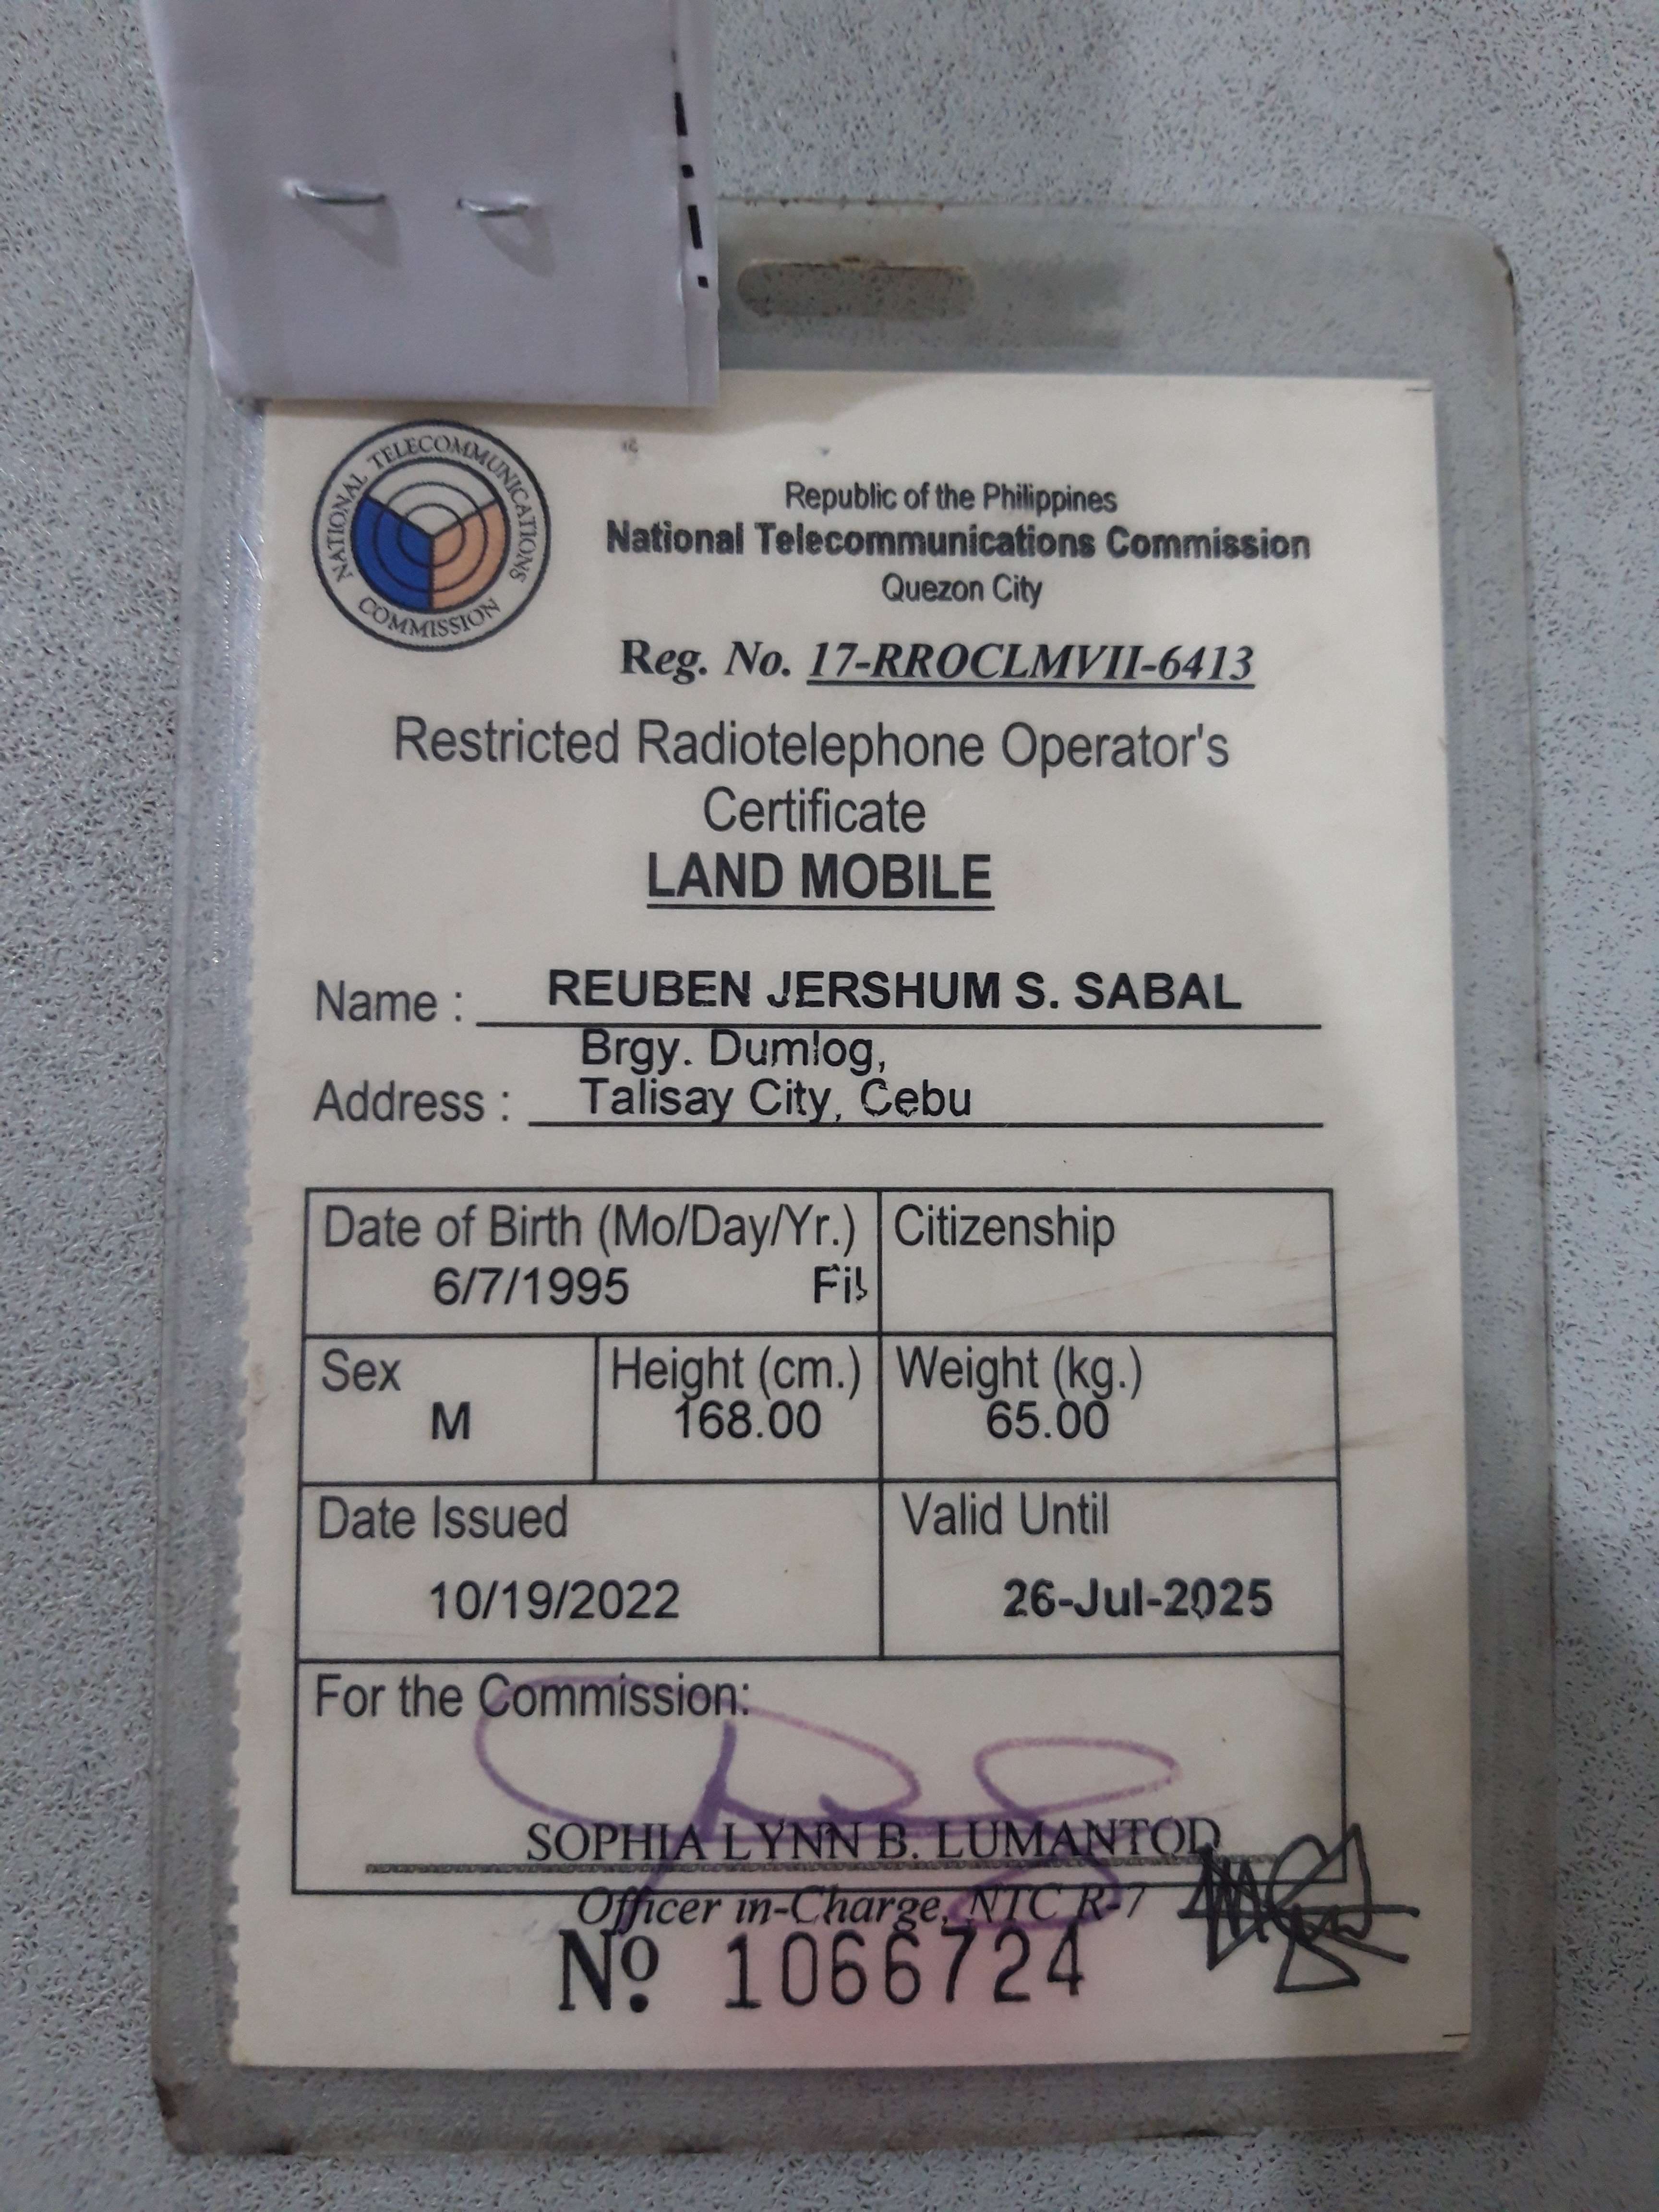 NATIONAL TELECOMMUNICATIONS COMMISSION
Republic of the Philippines
National Telecommunications Commission
Quezon City
Reg. No. 17-RROCLMVII-6413
Restricted Radiotelephone Operator's
Certificate
LAND MOBILE
Name : REUBEN JERSHUM S. SABAL
Brgy. Dumlog,
Address : Talisay City, Cebu
Date of Birth (Mo/Day/Yr.) Citizenship
6/7/1995
Sex Height (cm.) Weight (kg.)
M 168.00 65.00
Date Issued Valid Until
10/19/2022 26-Jul-2025
For the Commission:
SOPHIA LYNN B. LUMANTOD
Officer in-Charge, NTC R-7
No. 1066724